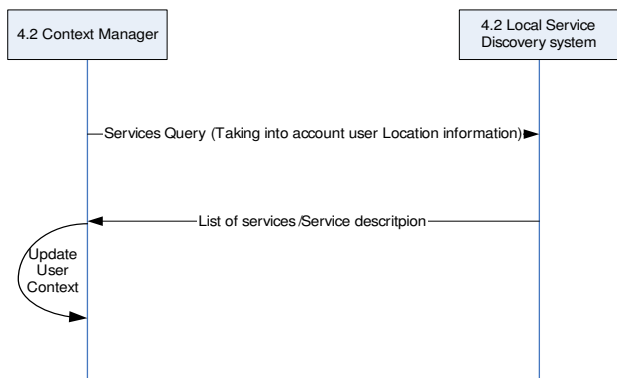 4.2 Context Manager
4.2 Local Service
Discovery system
Services Query (Taking into account user Location information)
List of services/Service descritpion
Update
User
Context